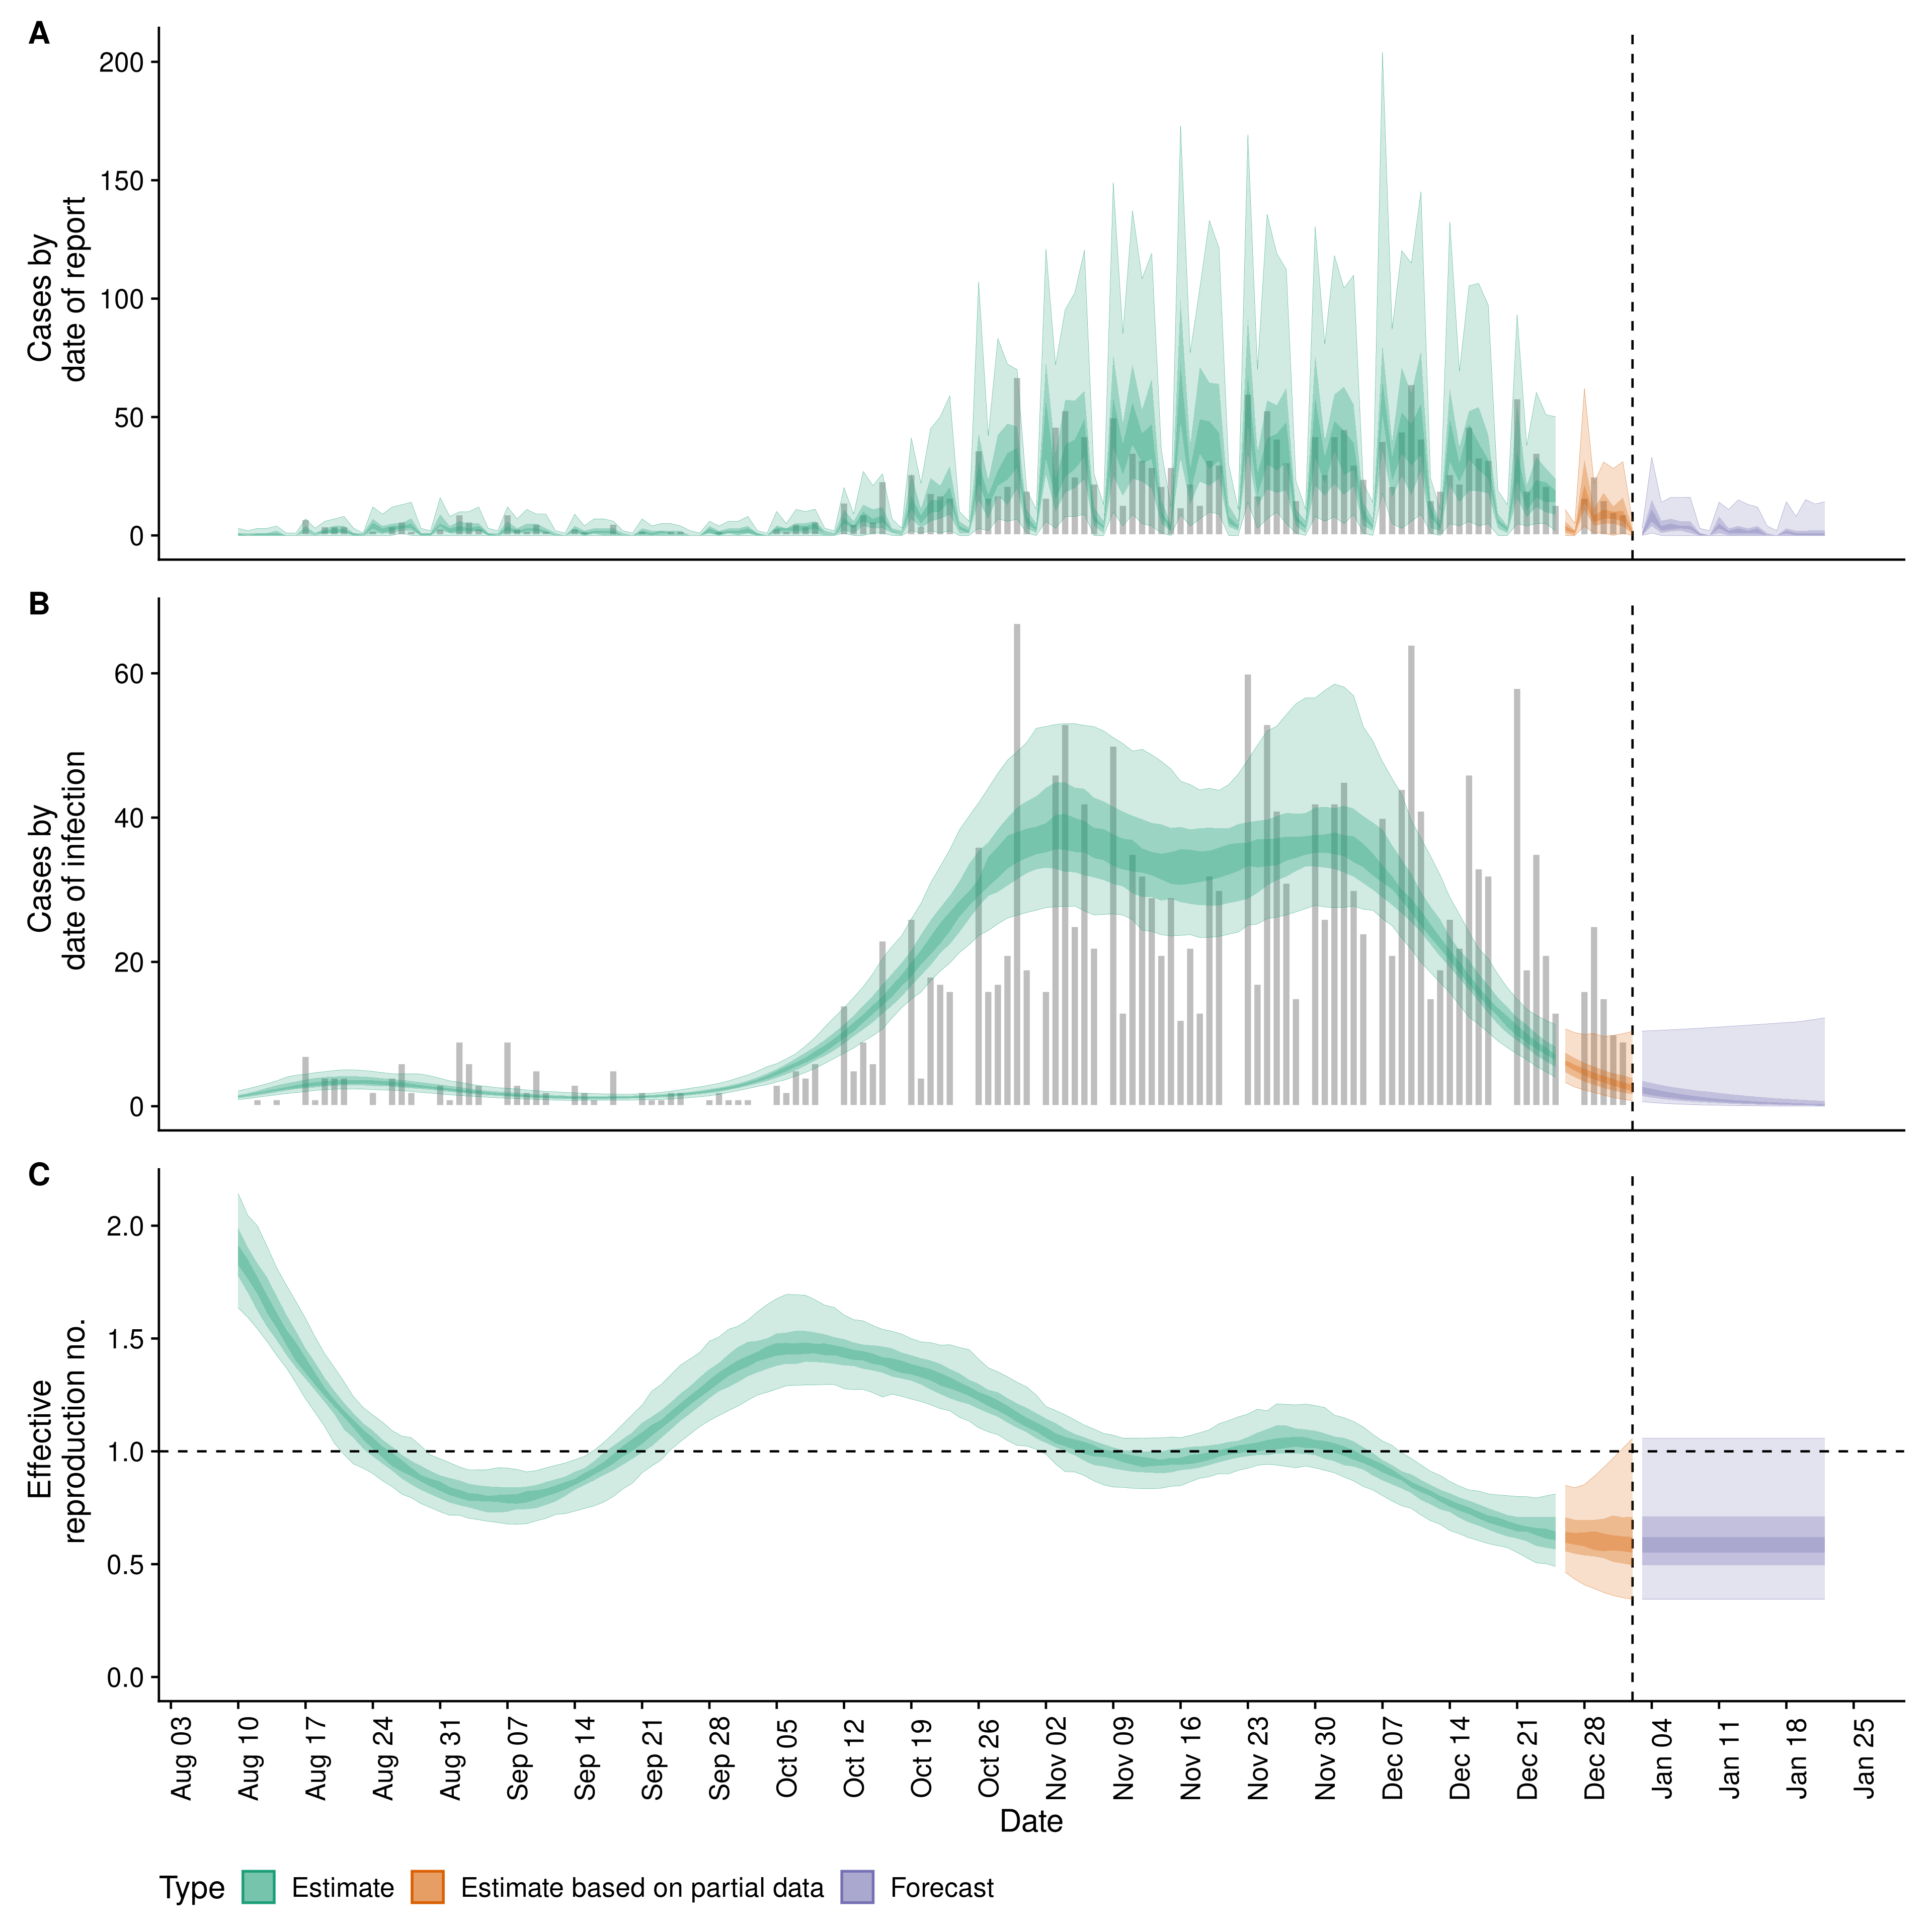 A
Cases by
date of report
200
150
100
50
0
B
Cases by
date of infection
60
40
20
0
C
Effective
reproduction no.
2.0
1.5
1.0
0.5
0.0
Aug 03
Aug 10
Aug 17
Aug 24
Aug 31
Sep 07
Sep 14
Sep 21
Sep 28
Oct 05
Oct 12
Oct 19
Oct 26
Nov 02
Nov 09
Nov 16
Nov 23
Nov 30
Dec 07
Dec 14
Dec 21
Dec 28
Jan 04
Jan 11
Jan 18
Jan 25
Date
Type Estimate Estimate based on partial data Forecast